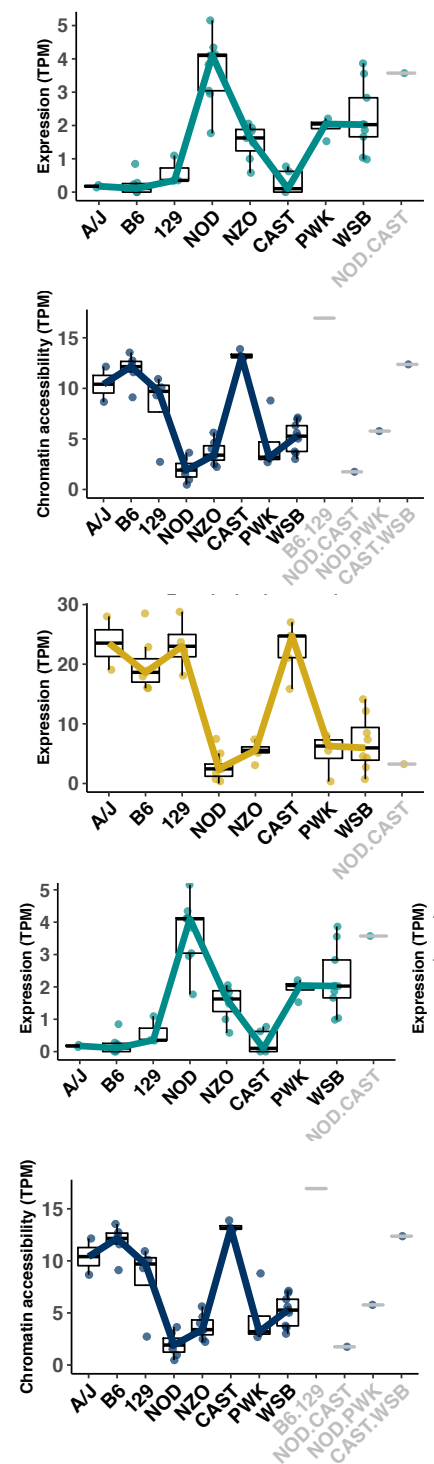 Expression (TPM)
5
4
3
2
1
0
A/J B6 129 NOD NZO CAST PWK WSB NOD.CAST
Chromatin accessibility (TPM)
15
10
5
0
A/J B6 129 NOD NZO CAST PWK WSB B6.129 NOD.CAST NOD.PWK CAST.WSB
Expression (TPM)
30
20
10
0
A/J B6 129 NOD NZO CAST PWK WSB NOD.CAST
Expression (TPM)
5
4
3
2
1
0
A/J B6 129 NOD NZO CAST PWK WSB NOD.CAST
Expression (TPM)
Chromatin accessibility (TPM)
15
10
5
0
A/J B6 129 NOD NZO CAST PWK WSB B6.129 NOD.CAST NOD.PWK CAST.WSB